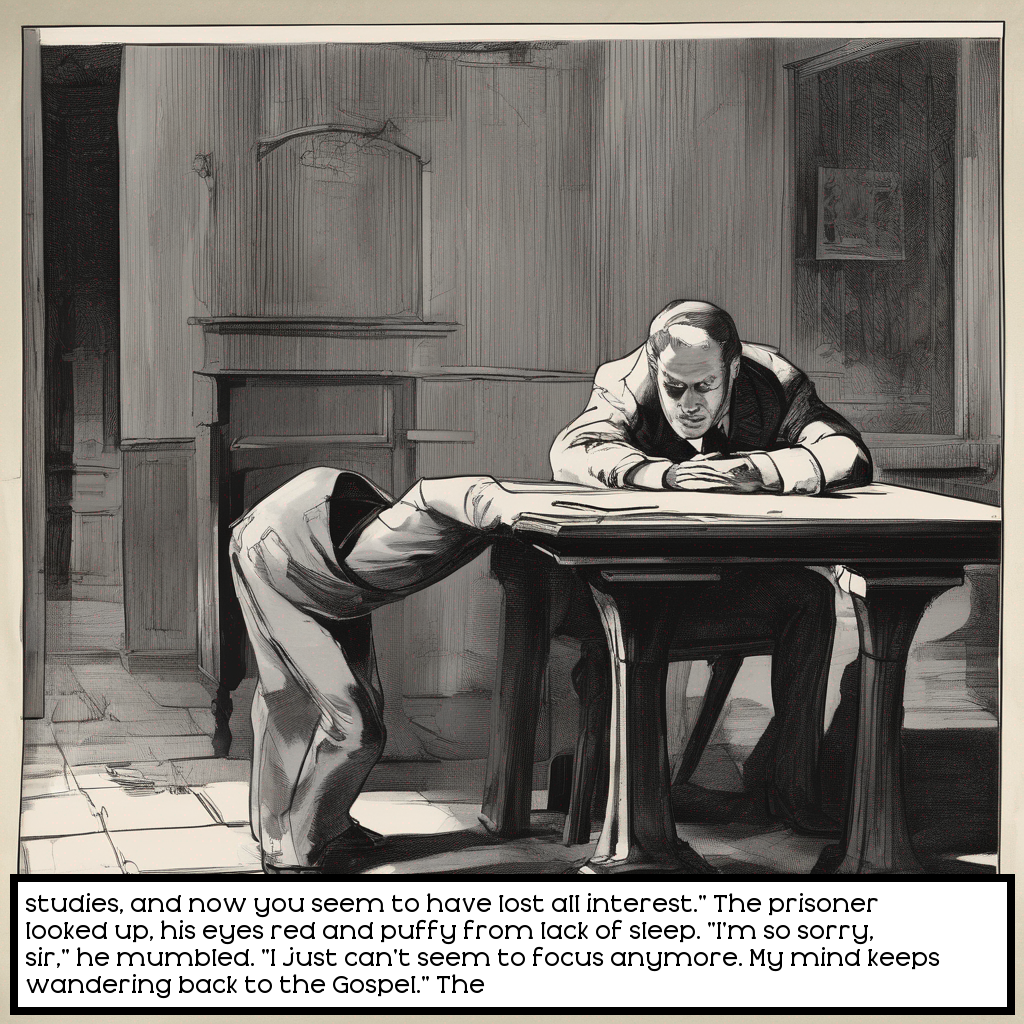 studies, and now you seem to have lost all interest." The prisoner
looked up, his eyes red and puffy from lack of sleep. "I'm so sorry,
sir," he mumbled. "I just can't seem to focus anymore. My mind keeps
wandering back to the Gospel." The